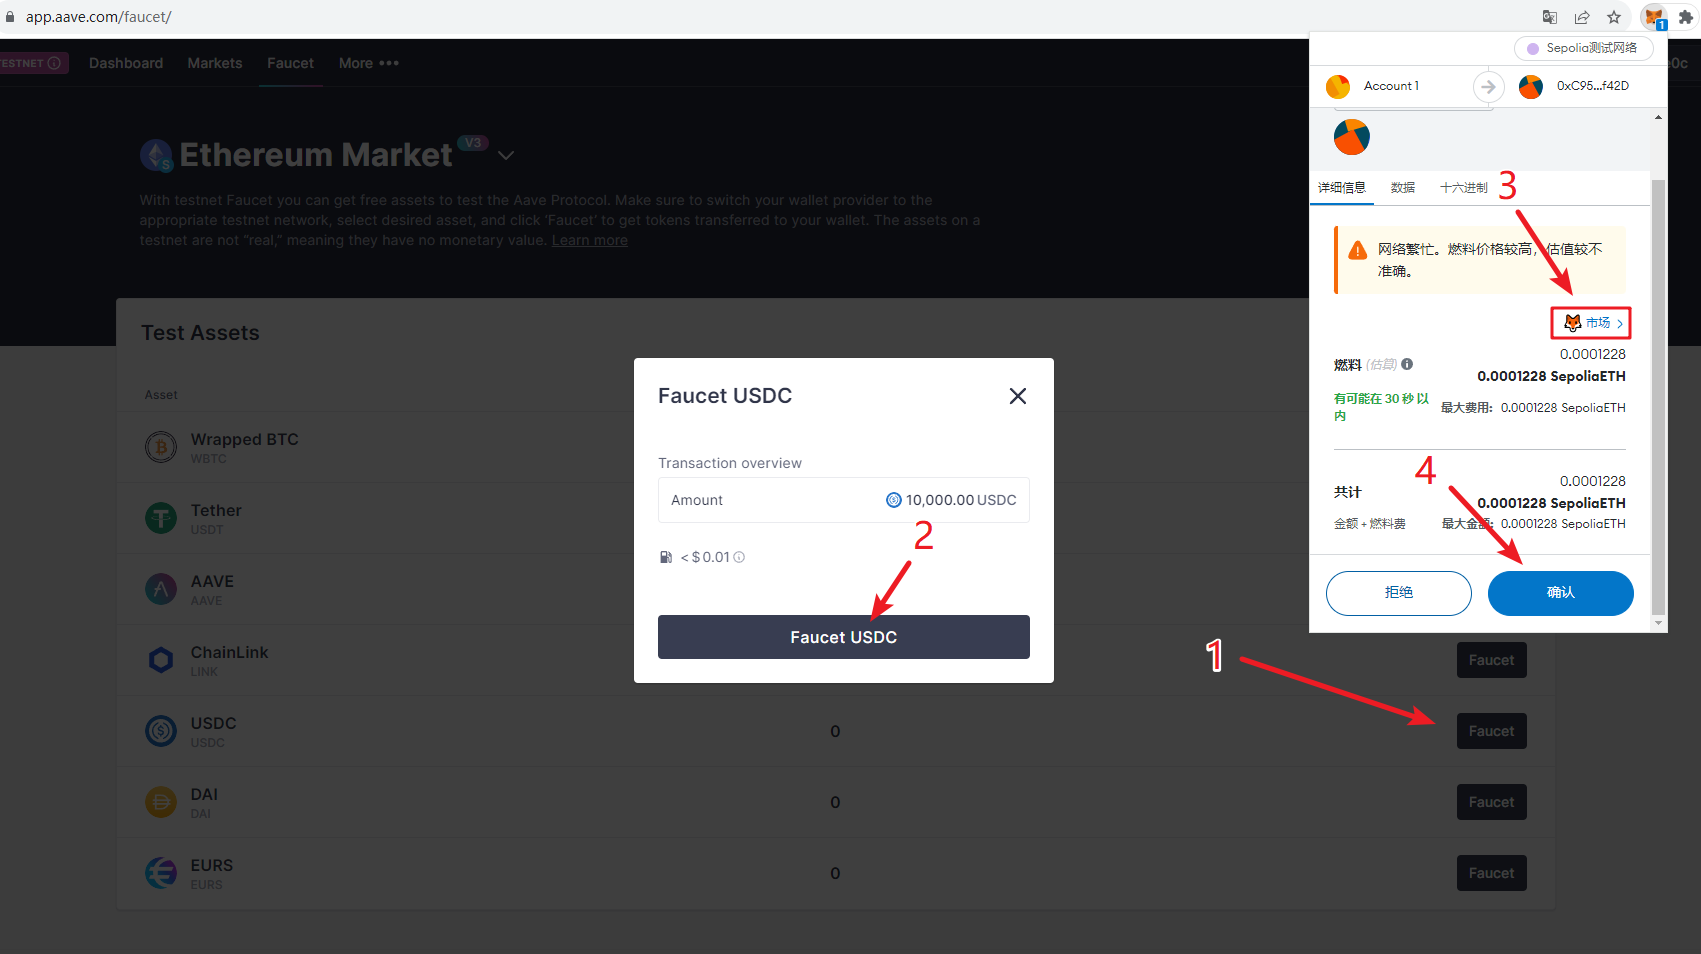 app.aave.com/faucet/
1
TESTNET
Dashboard
Markets
Faucet
More •••
Ethereum Market V3
With testnet Faucet you can get free assets to test the Aave Protocol. Make sure to switch your wallet provider to the
appropriate testnet network, select desired asset, and click 'Faucet' to get tokens transferred to your wallet. The assets on a
testnet are not "real," meaning they have no monetary value. Learn more
Test Assets
Asset
Wrapped BTC
WBTC
Tether
USDT
AAVE
AAVE
ChainLink
LINK
Faucet
USDC
USDC
0
Faucet
DAI
DAI
0
Faucet
EURS
EURS
0
Faucet
Faucet USDC
Transaction overview
Amount
10,000.00 USDC
2
< $ 0.01
Faucet USDC
1
Sepolia测试网络
Account 1
0xC95...f42D
详细信息
数据
十六进制
3
网络繁忙。燃料价格较高，估值较不
准确。
市场 >
0.0001228
燃料 (估算)
0.0001228 SepoliaETH
有可能在 30 秒以
内
最大费用: 0.0001228 SepoliaETH
4
0.0001228
共计
0.0001228 SepoliaETH
金额 + 燃料费
最大金额: 0.0001228 SepoliaETH
拒绝
确认